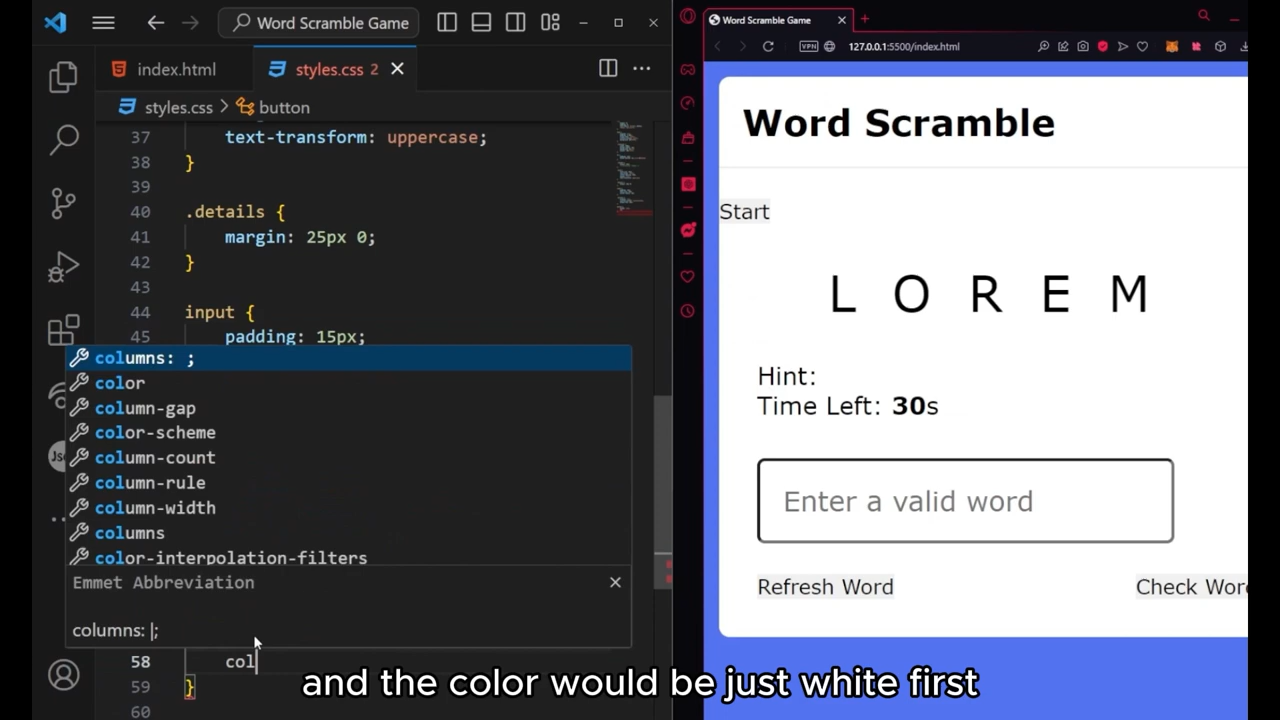 Word Scramble Game
index.html
styles.css 2
styles.css > button
37 text-transform: uppercase;
38 }
39
40 .details {
41 margin: 25px 0;
42 }
43
44 input {
45 padding: 15px;
columns: ;
color
column-gap
color-scheme
column-count
column-rule
column-width
columns
color-interpolation-filters
Emmet Abbreviation
columns: |;
58 col
59 }
60
Word Scramble Game
VPN
127.0.0.1:5500/index.html
Word Scramble
Start
L O R E M
Hint:
Time Left: 30s
Enter a valid word
Refresh Word
Check Wor
and the color would be just white first